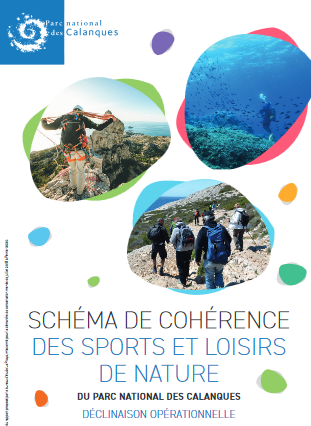 Parc national
des Calanques
SCHÉMA DE COHÉRENCE
DES SPORTS ET LOISIRS
DE NATURE
DU PARC NATIONAL DES CALANQUES
DÉCLINAISON OPÉRATIONNELLE